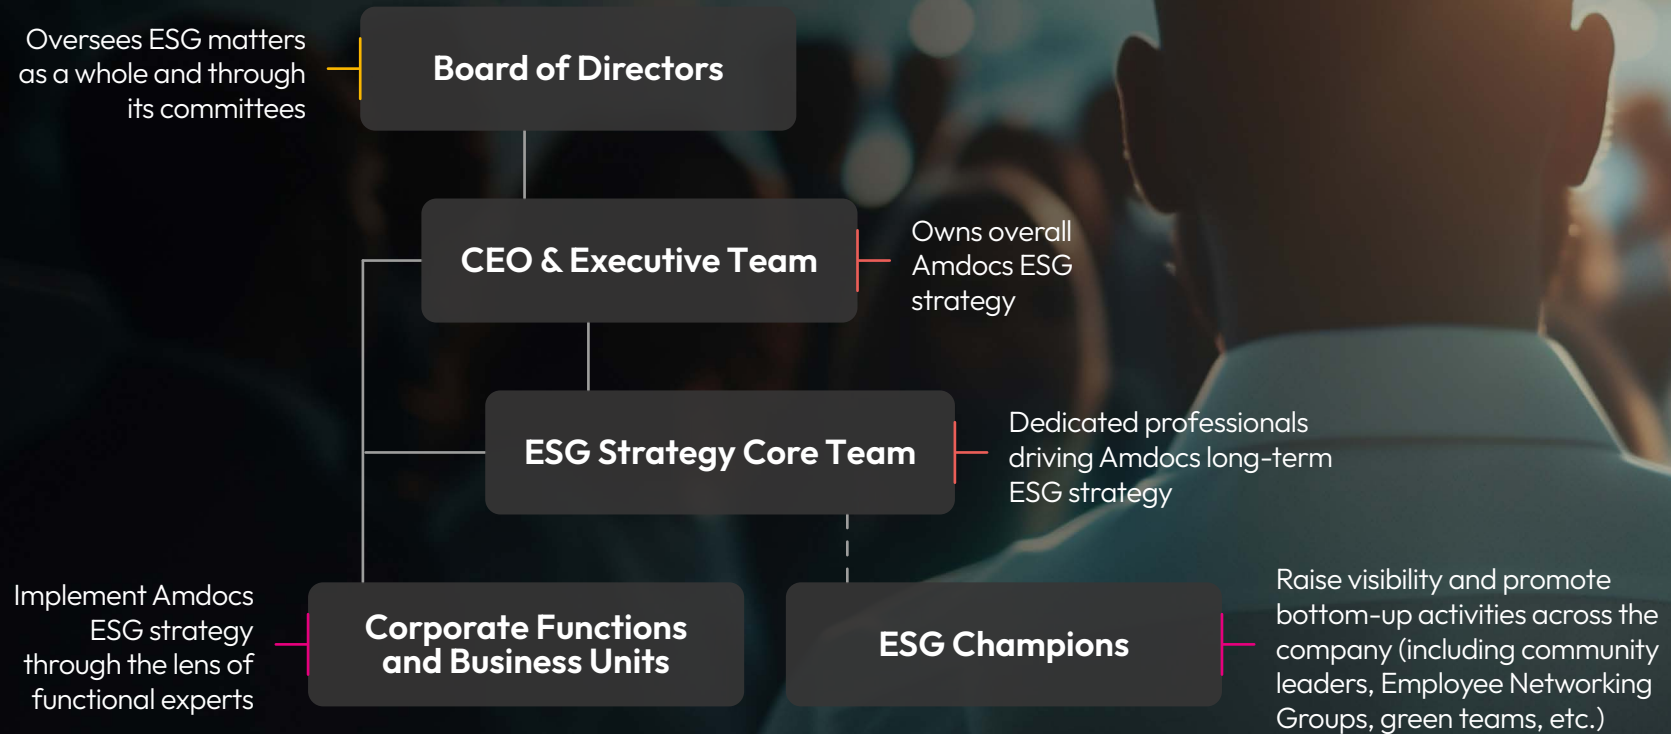 Oversees ESG matters
as a whole and through
its committees
Board of Directors
CEO & Executive Team
Owns overall
Amdocs ESG
strategy
ESG Strategy Core Team
Dedicated professionals
driving Amdocs long-term
ESG strategy
Implement Amdocs
ESG strategy
through the lens of
functional experts
Corporate Functions
and Business Units
ESG Champions
Raise visibility and promote
bottom-up activities across the
company (including community
leaders, Employee Networking
Groups, green teams, etc.)